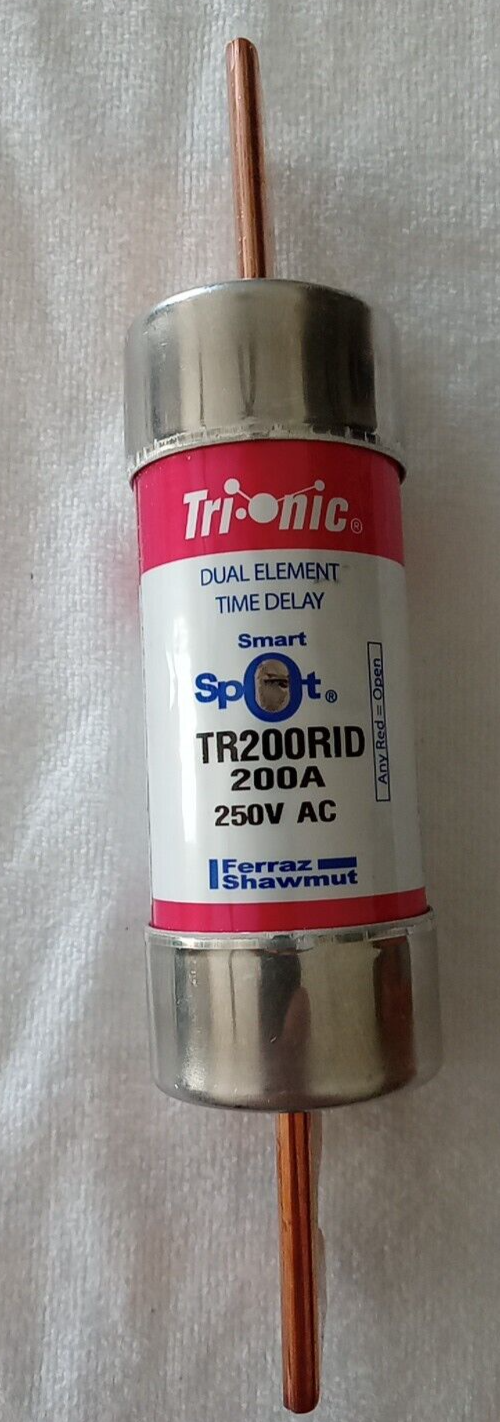 Tri-onic®
DUAL ELEMENT
TIME DELAY
Smart
Spot®
TR200RID
200A
250V AC
Any Red = Open
Ferraz
Shawmut